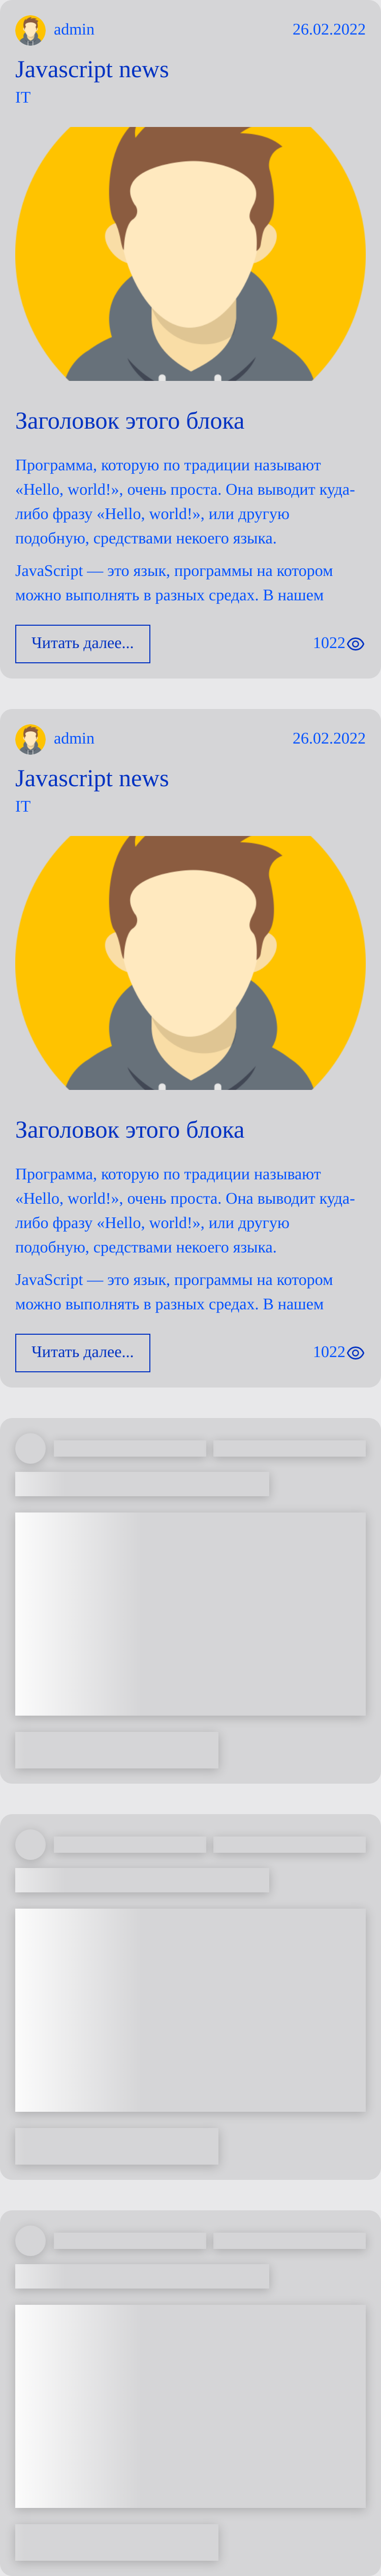 admin 26.02.2022
Javascript news
IT
Заголовок этого блока
Программа, которую по традиции называют
«Hello, world!», очень проста. Она выводит куда-
либо фразу «Hello, world!», или другую
подобную, средствами некоего языка.
JavaScript — это язык, программы на котором
можно выполнять в разных средах. В нашем
Читать далее... 1022
admin 26.02.2022
Javascript news
IT
Заголовок этого блока
Программа, которую по традиции называют
«Hello, world!», очень проста. Она выводит куда-
либо фразу «Hello, world!», или другую
подобную, средствами некоего языка.
JavaScript — это язык, программы на котором
можно выполнять в разных средах. В нашем
Читать далее... 1022